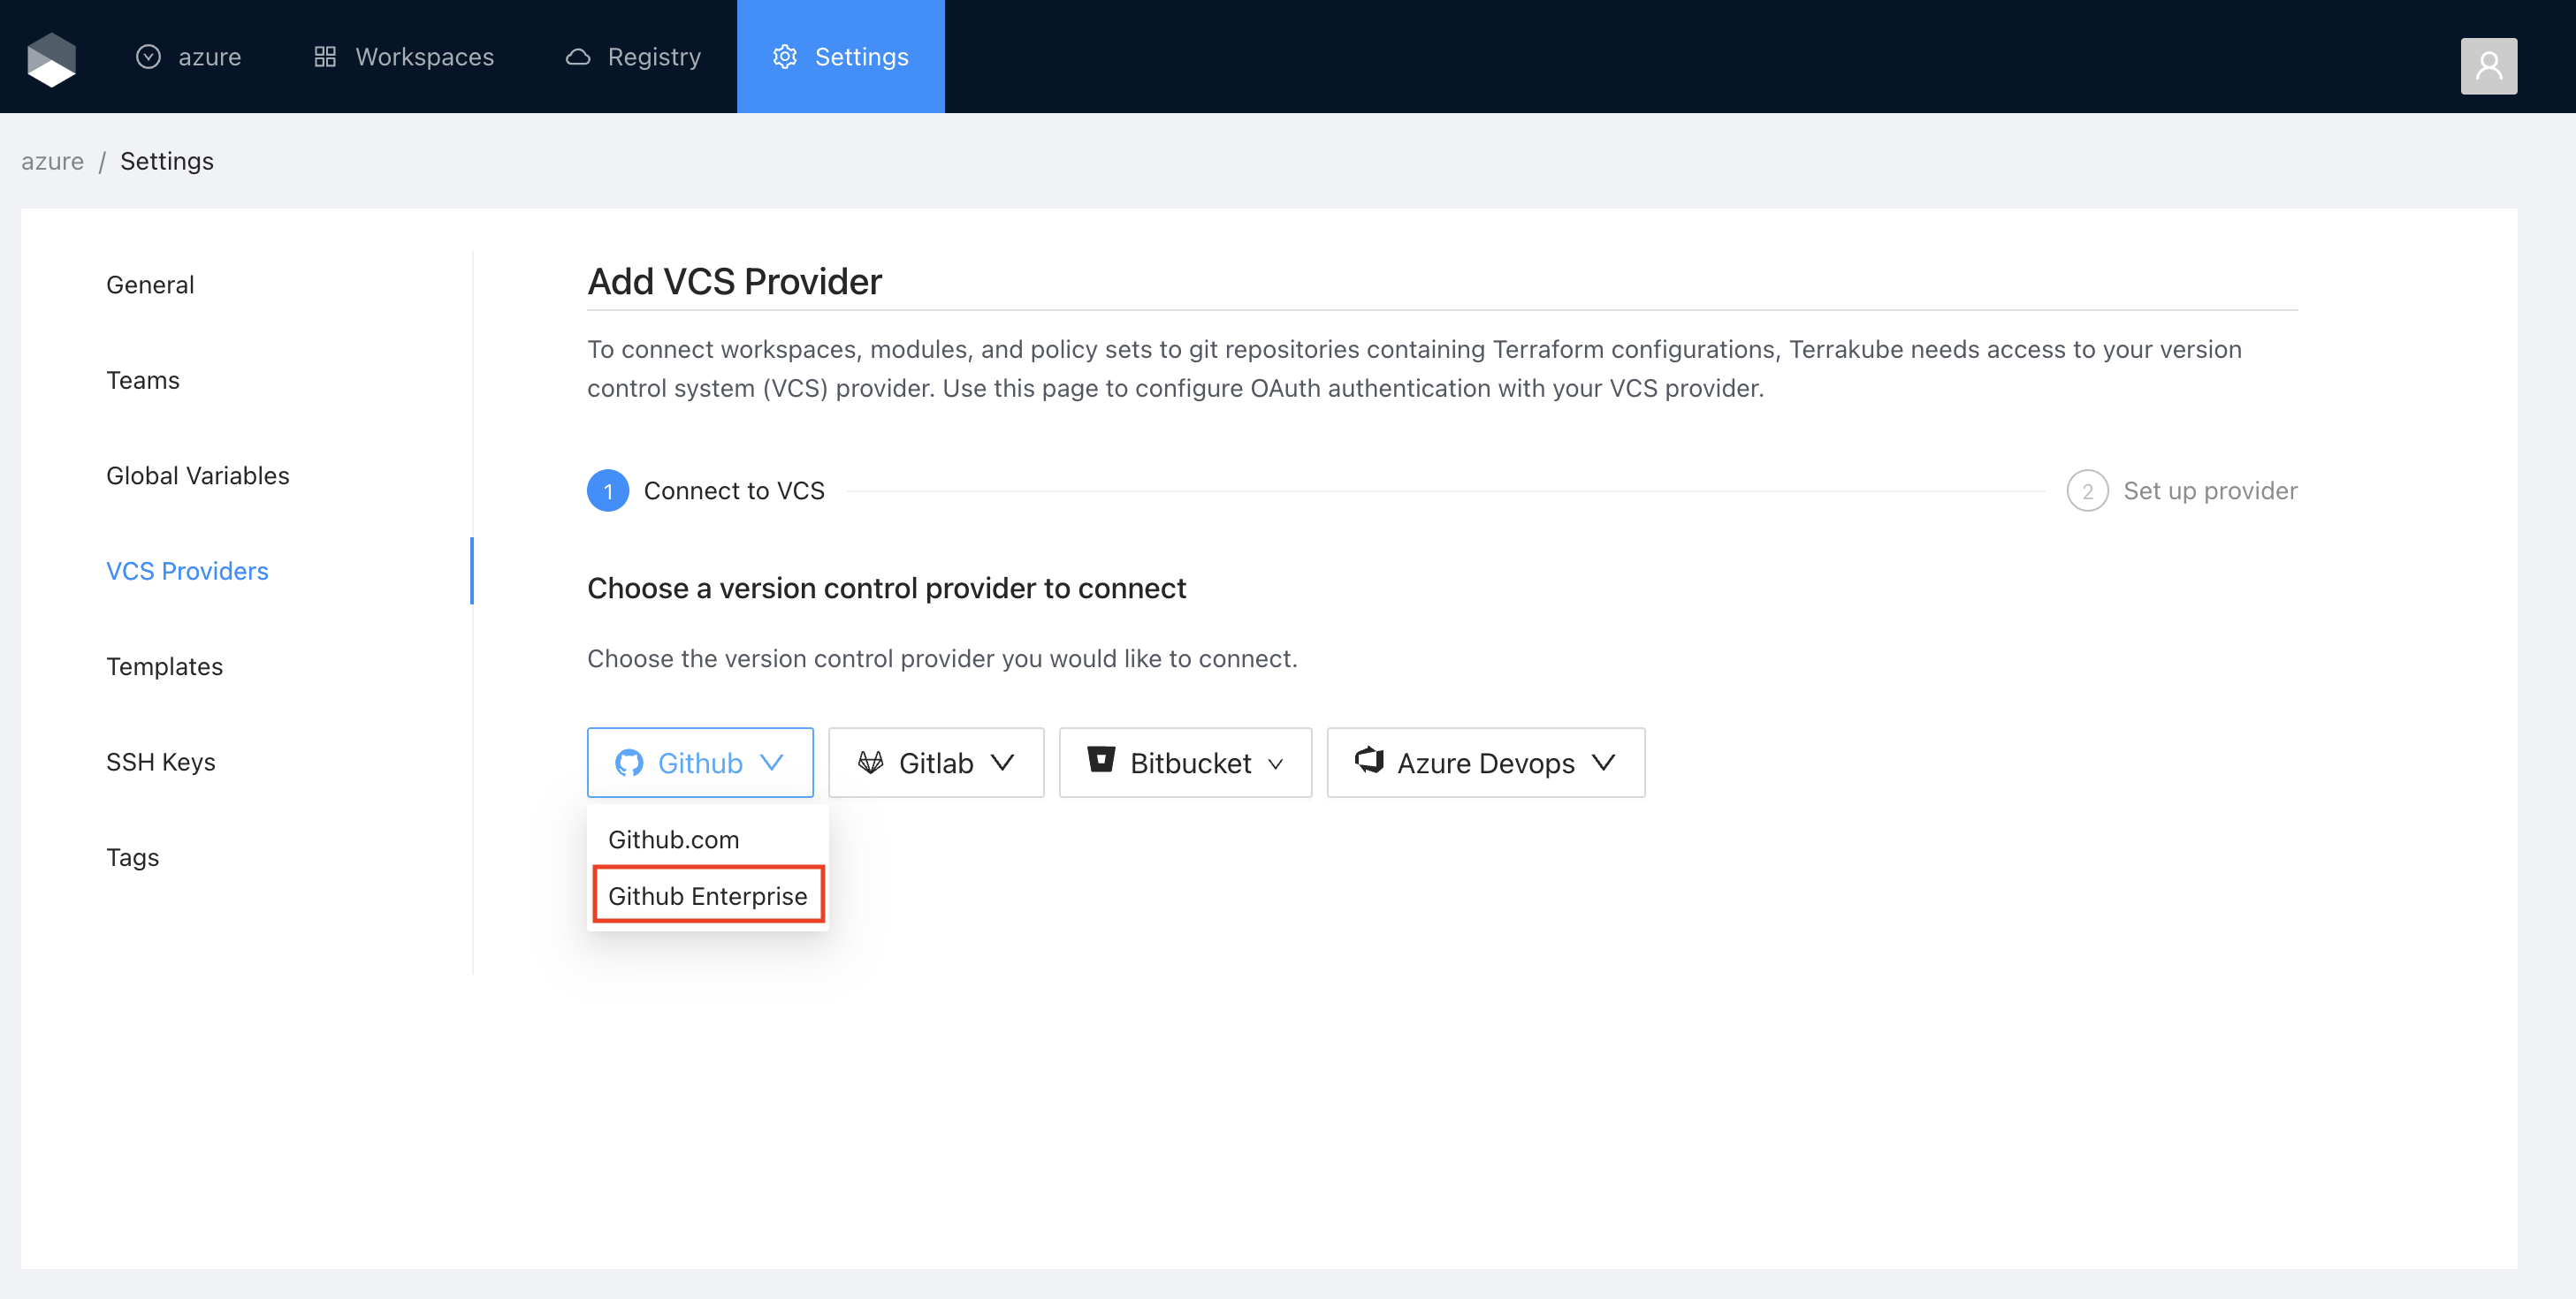 azure
Workspaces
Registry
Settings
azure / Settings
General
Teams
Global Variables
VCS Providers
Templates
SSH Keys
Tags
Add VCS Provider
To connect workspaces, modules, and policy sets to git repositories containing Terraform configurations, Terrakube needs access to your version
control system (VCS) provider. Use this page to configure OAuth authentication with your VCS provider.
1 Connect to VCS
2 Set up provider
Choose a version control provider to connect
Choose the version control provider you would like to connect.
Github
Gitlab
Bitbucket
Azure Devops
Github.com
Github Enterprise